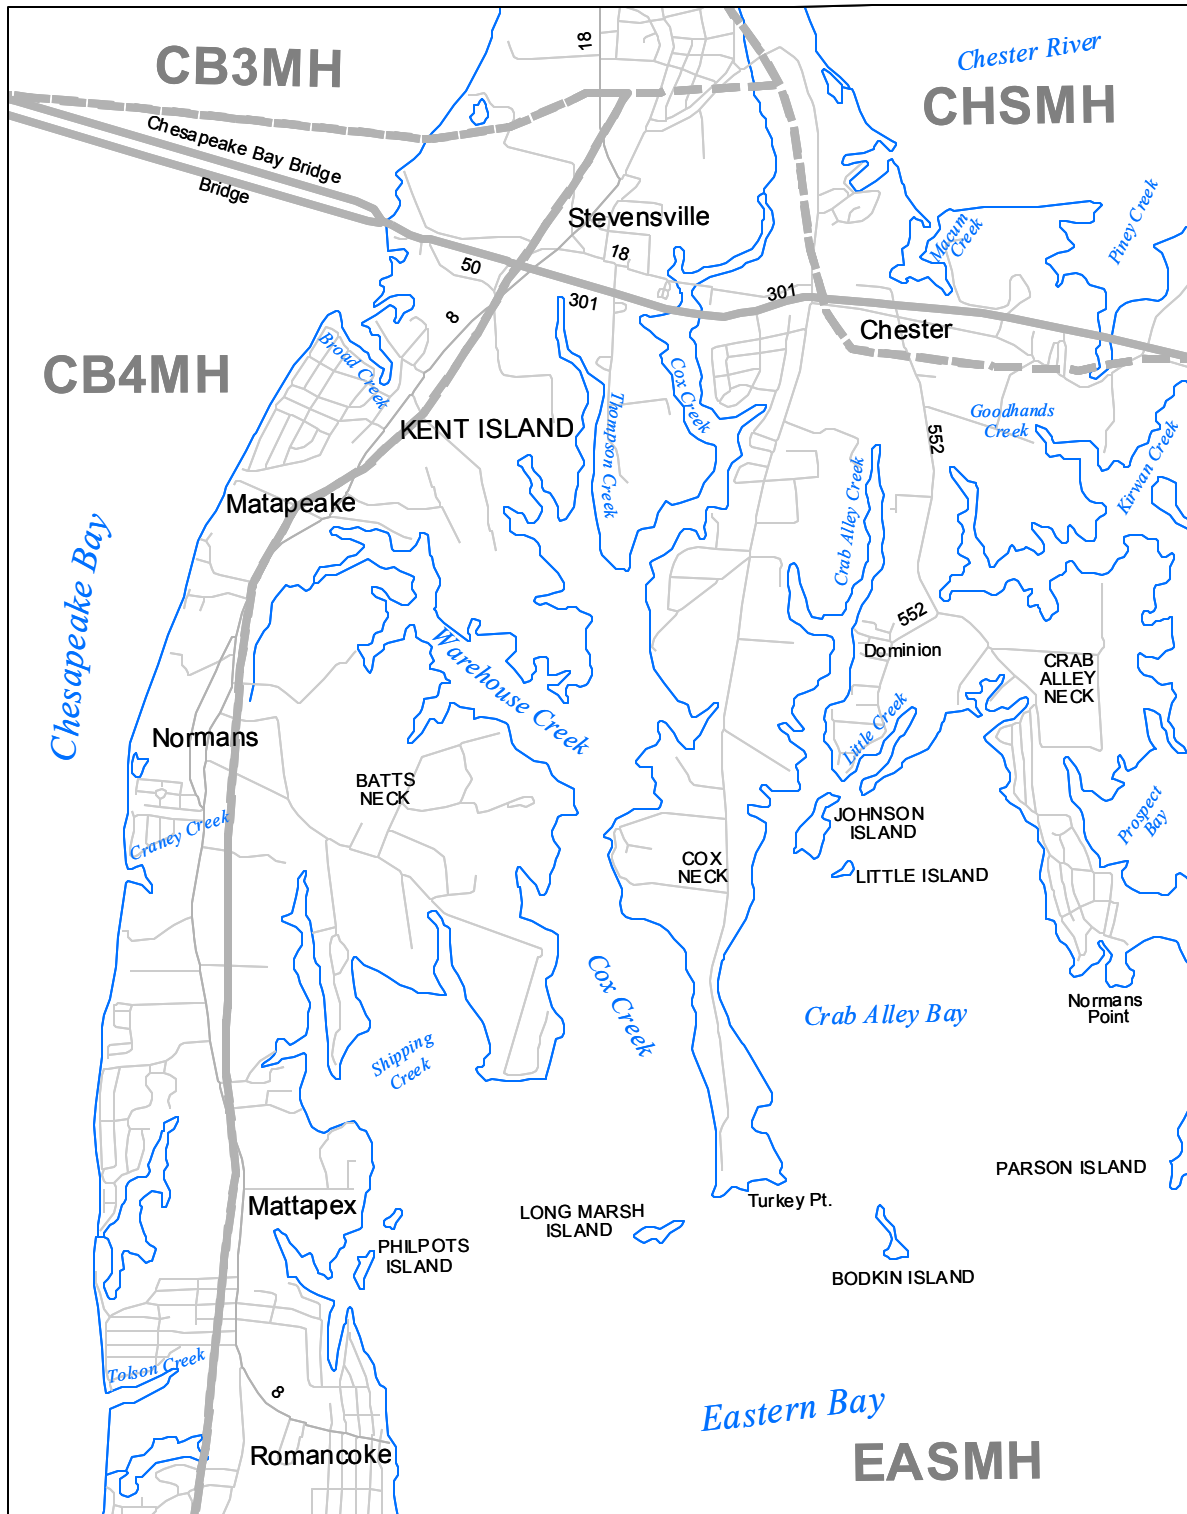 18
Chester River
CB3MH
CHSMH
Chesapeake Bay Bridge
Bridge
Stevensville
Macum
Creek
Piney Creek
18
50
301
301
8
Chester
Broad Creek
CB4MH
Cox Creek
Thompson Creek
KENT ISLAND
Goodhands
Creek
552
Kirwan Creek
Matapeake
Crab Alley Creek
Chesapeake Bay
552
Dominion
Warehouse Creek
CRAB
ALLEY
NECK
Little Creek
Normans
BATTS
NECK
Craney Creek
JOHNSON
ISLAND
Prospect
Bay
COX
NECK
LITTLE ISLAND
Cox Creek
Crab Alley Bay
Normans
Point
Shipping
Creek
PARSON ISLAND
Mattapex
Turkey Pt.
LONG MARSH
ISLAND
PHILPOTS
ISLAND
BODKIN ISLAND
Tolson Creek
8
Eastern Bay
Romancoke
EASMH